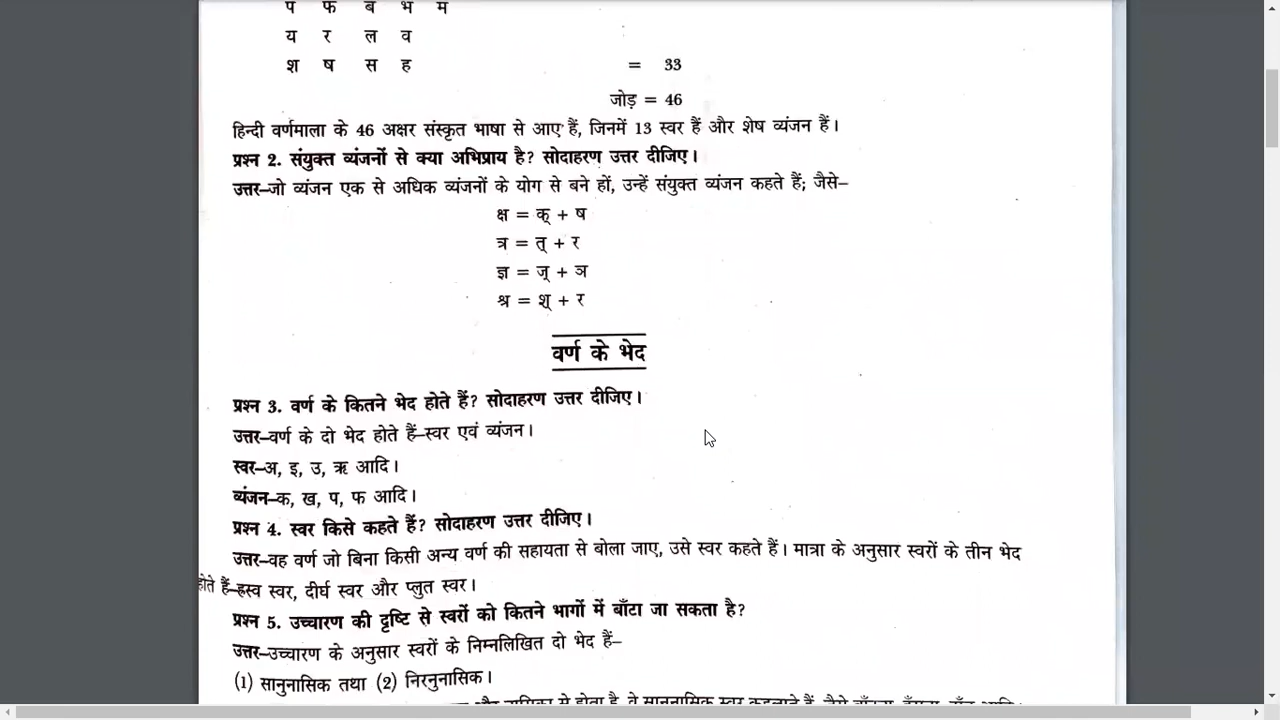 प फ ब भ म
य र ल व
श ष स ह = 33
जोड़ = 46
हिन्दी वर्णमाला के 46 अक्षर संस्कृत भाषा से आए हैं, जिनमें 13 स्वर हैं और शेष व्यंजन हैं।
प्रश्न 2. संयुक्त व्यंजनों से क्या अभिप्राय है? सोदाहरण उत्तर दीजिए।
उत्तर–जो व्यंजन एक से अधिक व्यंजनों के योग से बने हों, उन्हें संयुक्त व्यंजन कहते हैं; जैसे–
क्ष = क् + ष
त्र = त् + र
ज्ञ = ज् + ञ
श्र = श् + र
वर्ण के भेद
प्रश्न 3. वर्ण के कितने भेद होते हैं? सोदाहरण उत्तर दीजिए।
उत्तर–वर्ण के दो भेद होते हैं–स्वर एवं व्यंजन।
स्वर–अ, इ, उ, ऋ आदि।
व्यंजन–क, ख, प, फ आदि।
प्रश्न 4. स्वर किसे कहते हैं? सोदाहरण उत्तर दीजिए।
उत्तर–वह वर्ण जो बिना किसी अन्य वर्ण की सहायता से बोला जाए, उसे स्वर कहते हैं। मात्रा के अनुसार स्वरों के तीन भेद
होते हैं–ह्रस्व स्वर, दीर्घ स्वर और प्लुत स्वर।
प्रश्न 5. उच्चारण की दृष्टि से स्वरों को कितने भागों में बाँटा जा सकता है?
उत्तर–उच्चारण के अनुसार स्वरों के निम्नलिखित दो भेद हैं–
(1) सानुनासिक तथा (2) निरनुनासिक।
और नासिका से होता है, वे सानुनासिक स्वर कहलाते हैं, जैसे